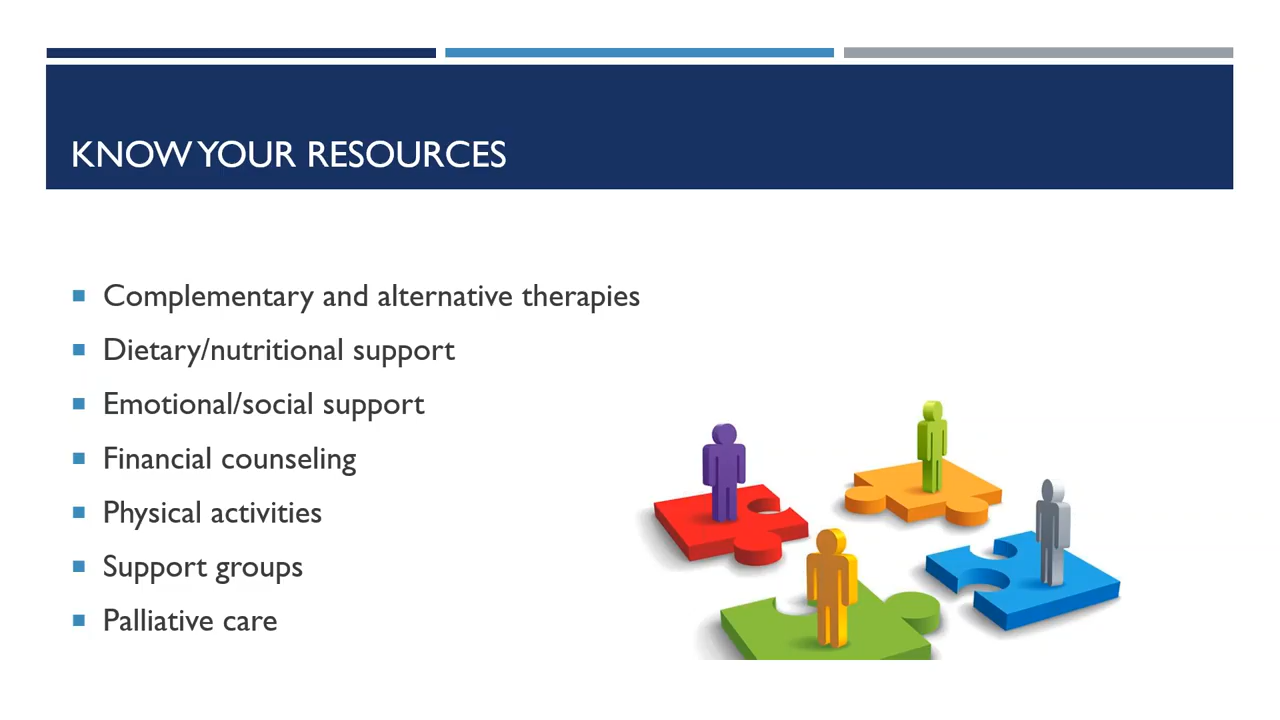 KNOW YOUR RESOURCES
Complementary and alternative therapies
Dietary/nutritional support
Emotional/social support
Financial counseling
Physical activities
Support groups
Palliative care